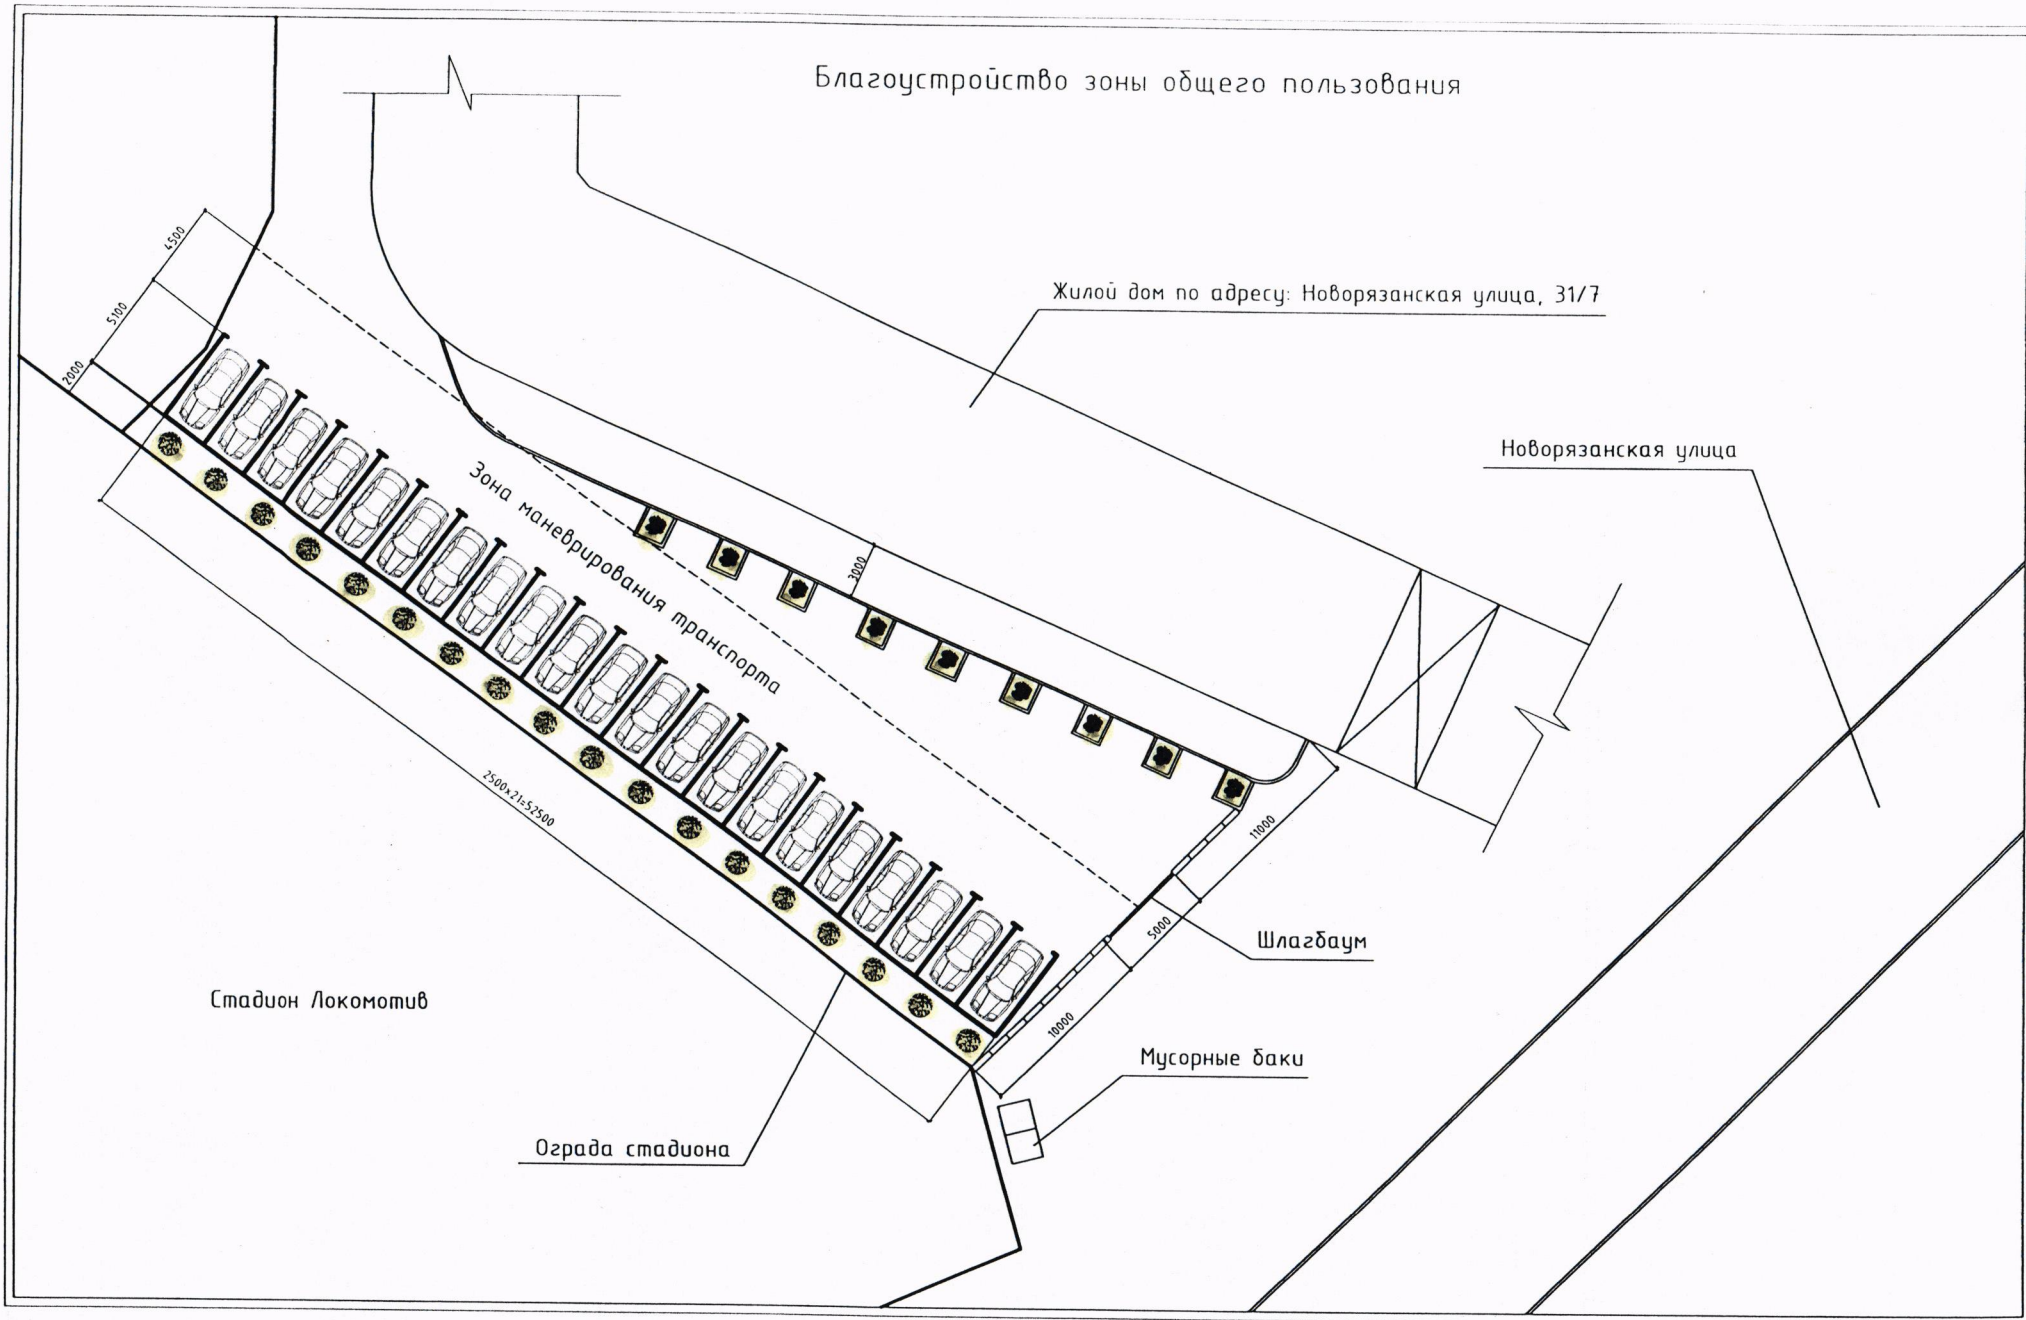 Благоустройство зоны общего пользования
4500
Жилой дом по адресу: Новорязанская улица, 31/7
5100
2000
Новорязанская улица
Зона маневрирования транспорта
3000
2500x21=52500
11000
5000
Шлагбаум
Стадион Локомотив
10000
Мусорные баки
Ограда стадиона